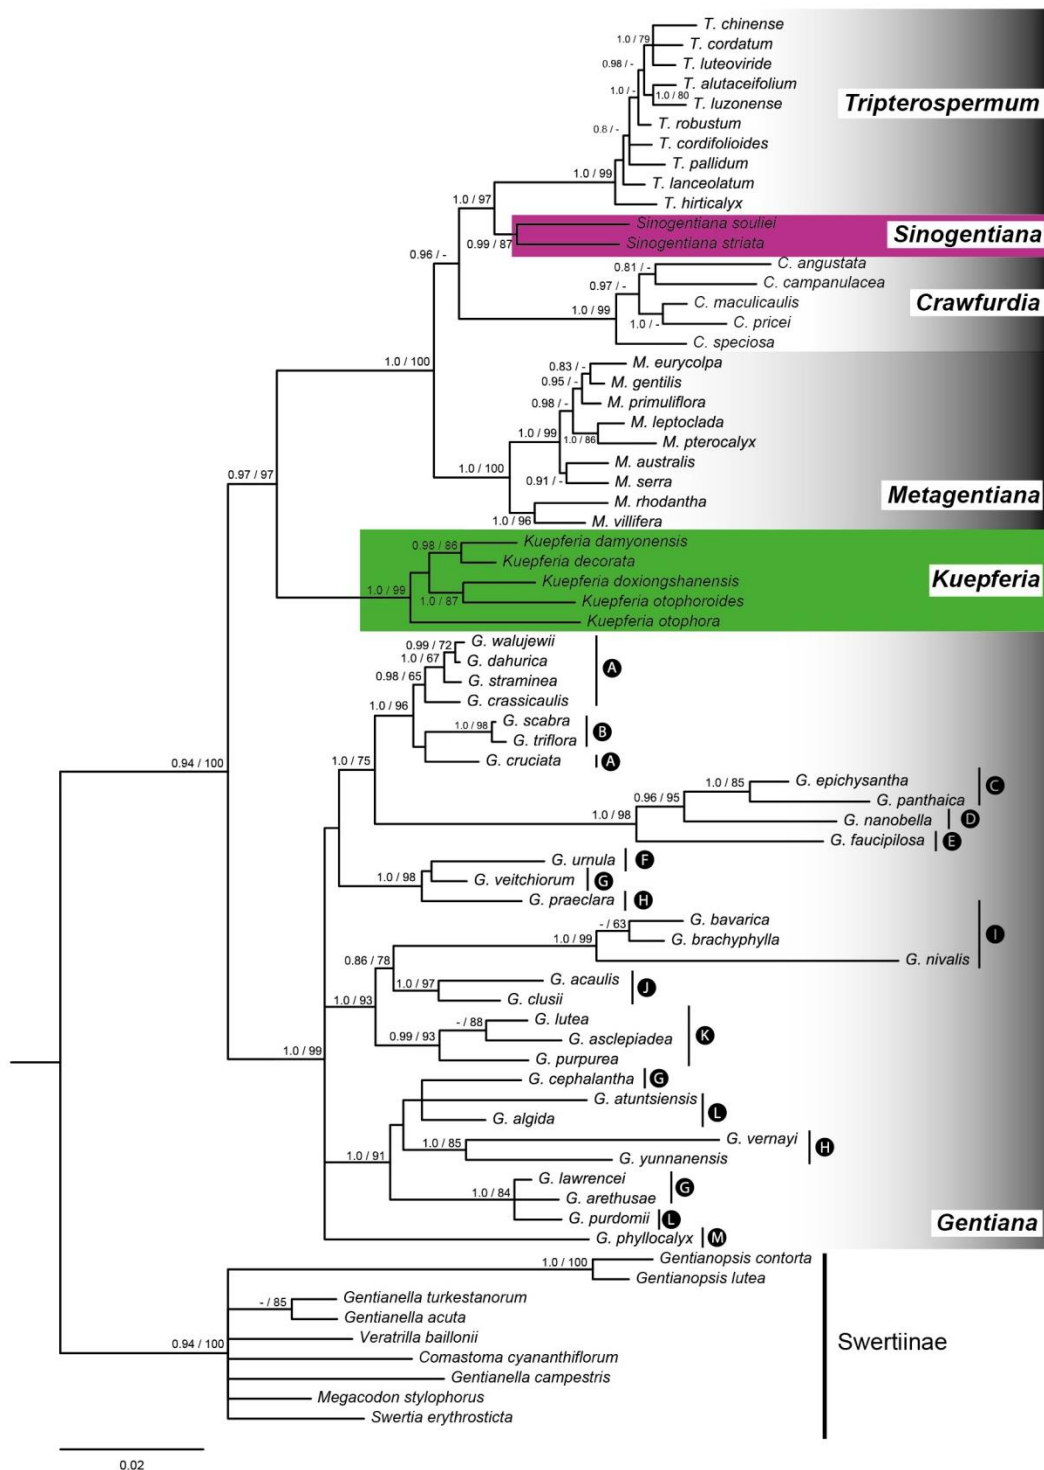 T. chinense
1.0 / 79
T. cordatum
0.98 / -
T. luteoviride
T. alutaceifolium
1.0 / -
1.0 / 80
T. luzonense
Tripterospermum
T. robustum
0.8 / -
T. cordifolioides
T. pallidum
1.0 / 99
T. lanceolatum
T. hirticalyx
1.0 / 97
Sinogentiana souliei
Sinogentiana
0.99 / 87
Sinogentiana striata
0.96 / -
C. angustata
0.81 / -
C. campanulacea
0.97 / -
C. maculicaulis
Crawfurdia
1.0 / 99
1.0 / -
C. pricei
C. speciosa
1.0 / 100
M. eurycolpa
0.83 / -
M. gentilis
0.95 / -
M. primuliflora
0.98 / -
M. leptoclada
1.0 / 99
1.0 / 86
M. pterocalyx
M. australis
1.0 / 100
0.91 / -
M. serra
0.97 / 97
M. rhodantha
Metagentiana
1.0 / 96
M. villifera
Kuepferia damyonensis
0.98 / 86
Kuepferia decorata
Kuepferia doxiongshanensis
Kuepferia
1.0 / 99
1.0 / 87
Kuepferia otophoroides
Kuepferia otophora
G. walujewii
0.99 / 72
1.0 / 67
G. dahurica
A
0.98 / 65
G. straminea
G. crassicaulis
1.0 / 96
G. scabra
1.0 / 98
B
G. triflora
G. cruciata
A
1.0 / 75
0.94 / 100
G. epichysantha
1.0 / 85
C
G. panthaica
0.96 / 95
G. nanobella
D
1.0 / 98
G. faucipilosa
E
G. urnula
F
1.0 / 98
G. veitchiorum
G
G. praeclara
H
G. bavarica
- / 63
1.0 / 99
G. brachyphylla
I
0.86 / 78
G. nivalis
G. acaulis
1.0 / 97
J
G. clusii
1.0 / 93
G. lutea
- / 88
0.99 / 93
G. asclepiadea
K
1.0 / 99
G. purpurea
G. cephalantha
G
G. atuntsiensis
L
G. algida
G. vernayi
1.0 / 85
H
1.0 / 91
G. yunnanensis
G. lawrencei
1.0 / 84
G
G. arethusae
G. purdomii
L
Gentiana
G. phyllocalyx
M
Gentianopsis contorta
1.0 / 100
Gentianopsis lutea
Gentianella turkestanorum
- / 85
Gentianella acuta
Veratrilla baillonii
0.94 / 100
Swertiinae
Comastoma cyananthiflorum
Gentianella campestris
Megacodon stylophorus
Swertia erythrosticta
0.02